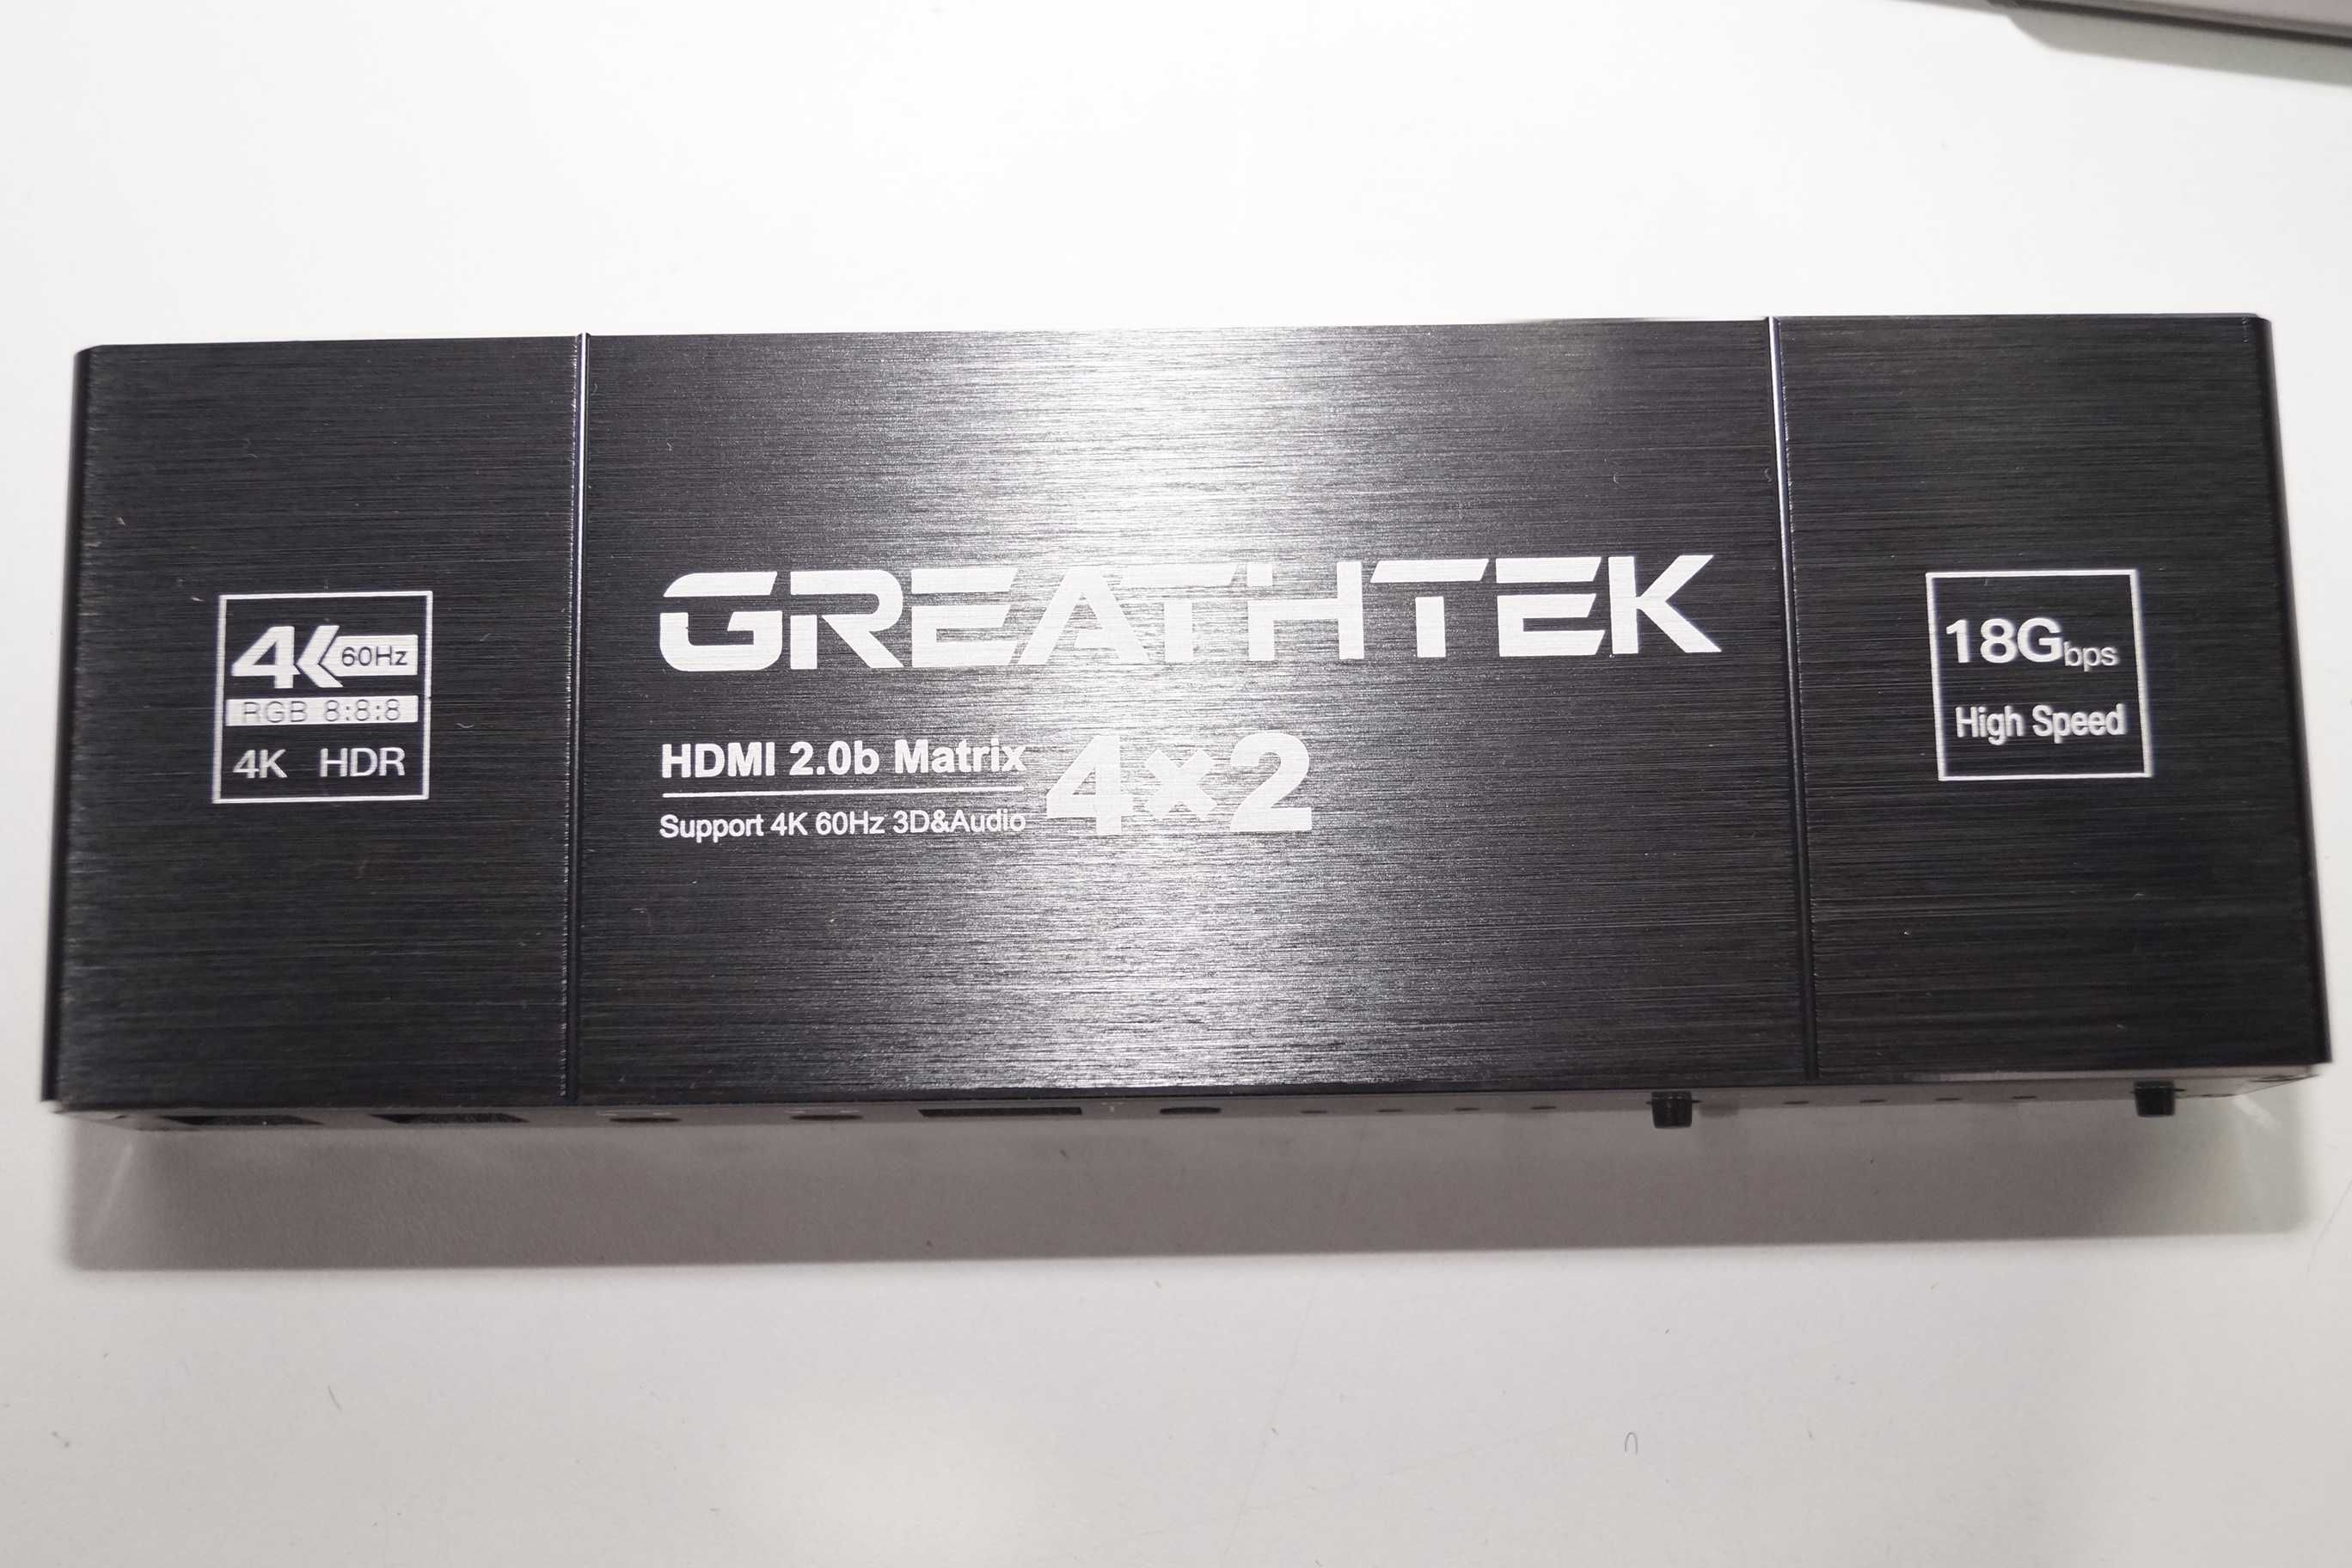 4K 60Hz
RGB 8:8:8
4K HDR
GREATHTEK
HDMI 2.0b Matrix
Support 4K 60Hz 3D&Audio
4×2
18Gbps
High Speed